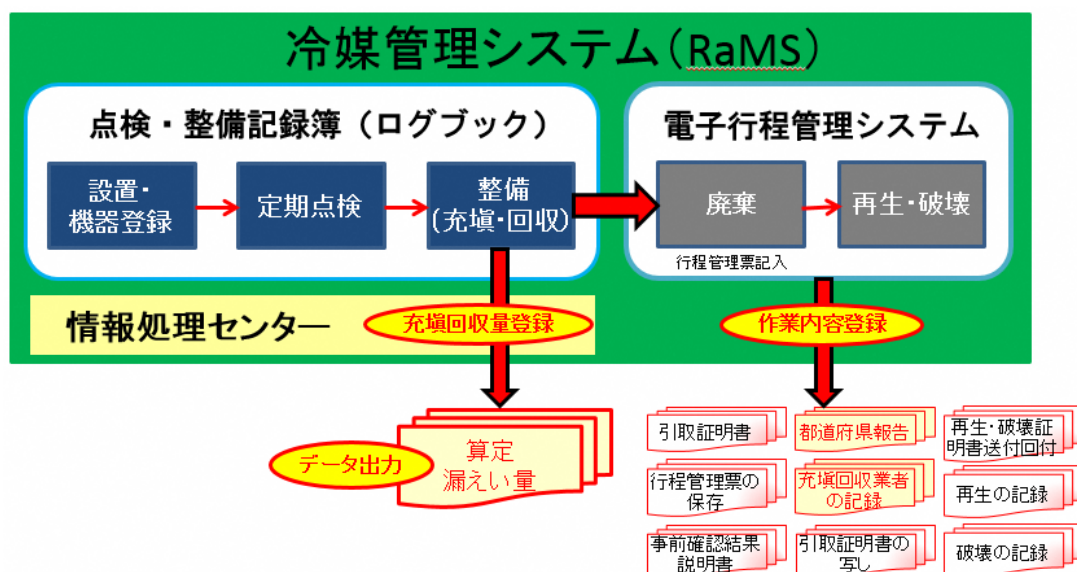 冷媒管理システム（RaMS）
点検・整備記録簿（ログブック）
設置・
機器登録
定期点検
整備
(充填・回収)
電子行程管理システム
廃棄
再生・破壊
行程管理票記入
情報処理センター
充填回収量登録
作業内容登録
データ出力
算定
漏えい量
引取証明書
都道府県報告
再生・破壊証
明書送付回付
行程管理票の
保存
充填回収業者
の記録
再生の記録
事前確認結果
説明書
引取証明書の
写し
破壊の記録